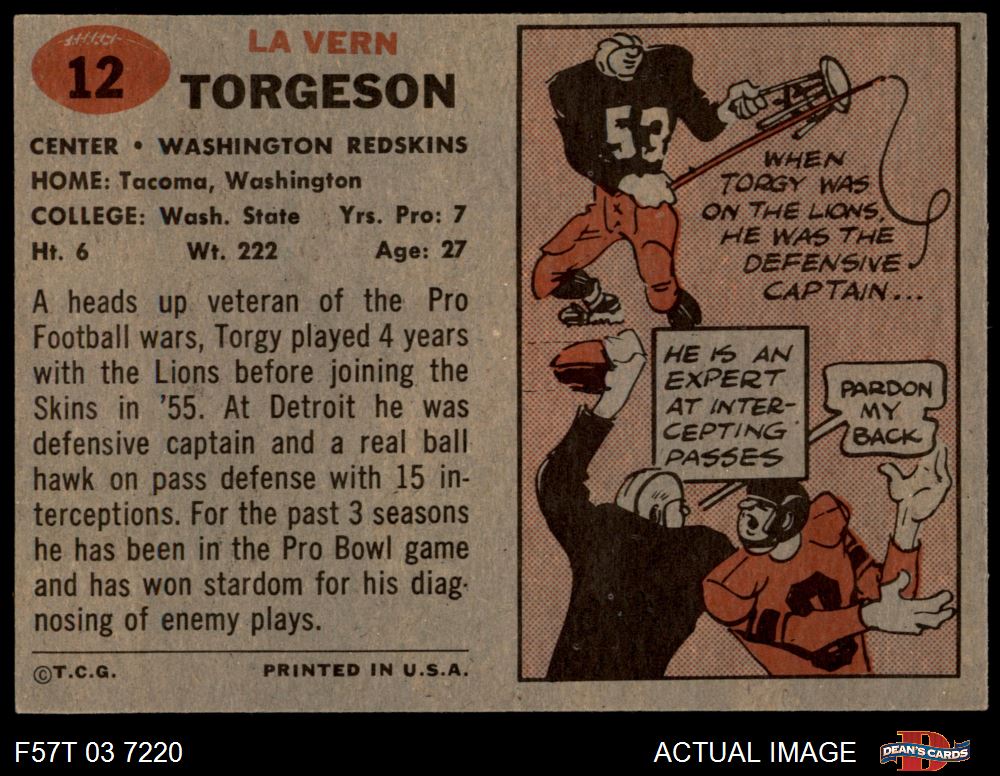 12
LA VERN
TORGESON
CENTER • WASHINGTON REDSKINS
HOME: Tacoma, Washington
COLLEGE: Wash. State Yrs. Pro: 7
Ht. 6 Wt. 222 Age: 27
A heads up veteran of the Pro
Football wars, Torgy played 4 years
with the Lions before joining the
Skins in '55. At Detroit he was
defensive captain and a real ball
hawk on pass defense with 15 in-
terceptions. For the past 3 seasons
he has been in the Pro Bowl game
and has won stardom for his diag-
nosing of enemy plays.
©T.C.G. PRINTED IN U.S.A.
53
WHEN
TORGY WAS
ON THE LIONS,
HE WAS THE
DEFENSIVE
CAPTAIN...
HE IS AN
EXPERT
AT INTER-
CEPTING
PASSES
PARDON
MY
BACK
F57T 03 7220
ACTUAL IMAGE
D
DEAN'S CARDS